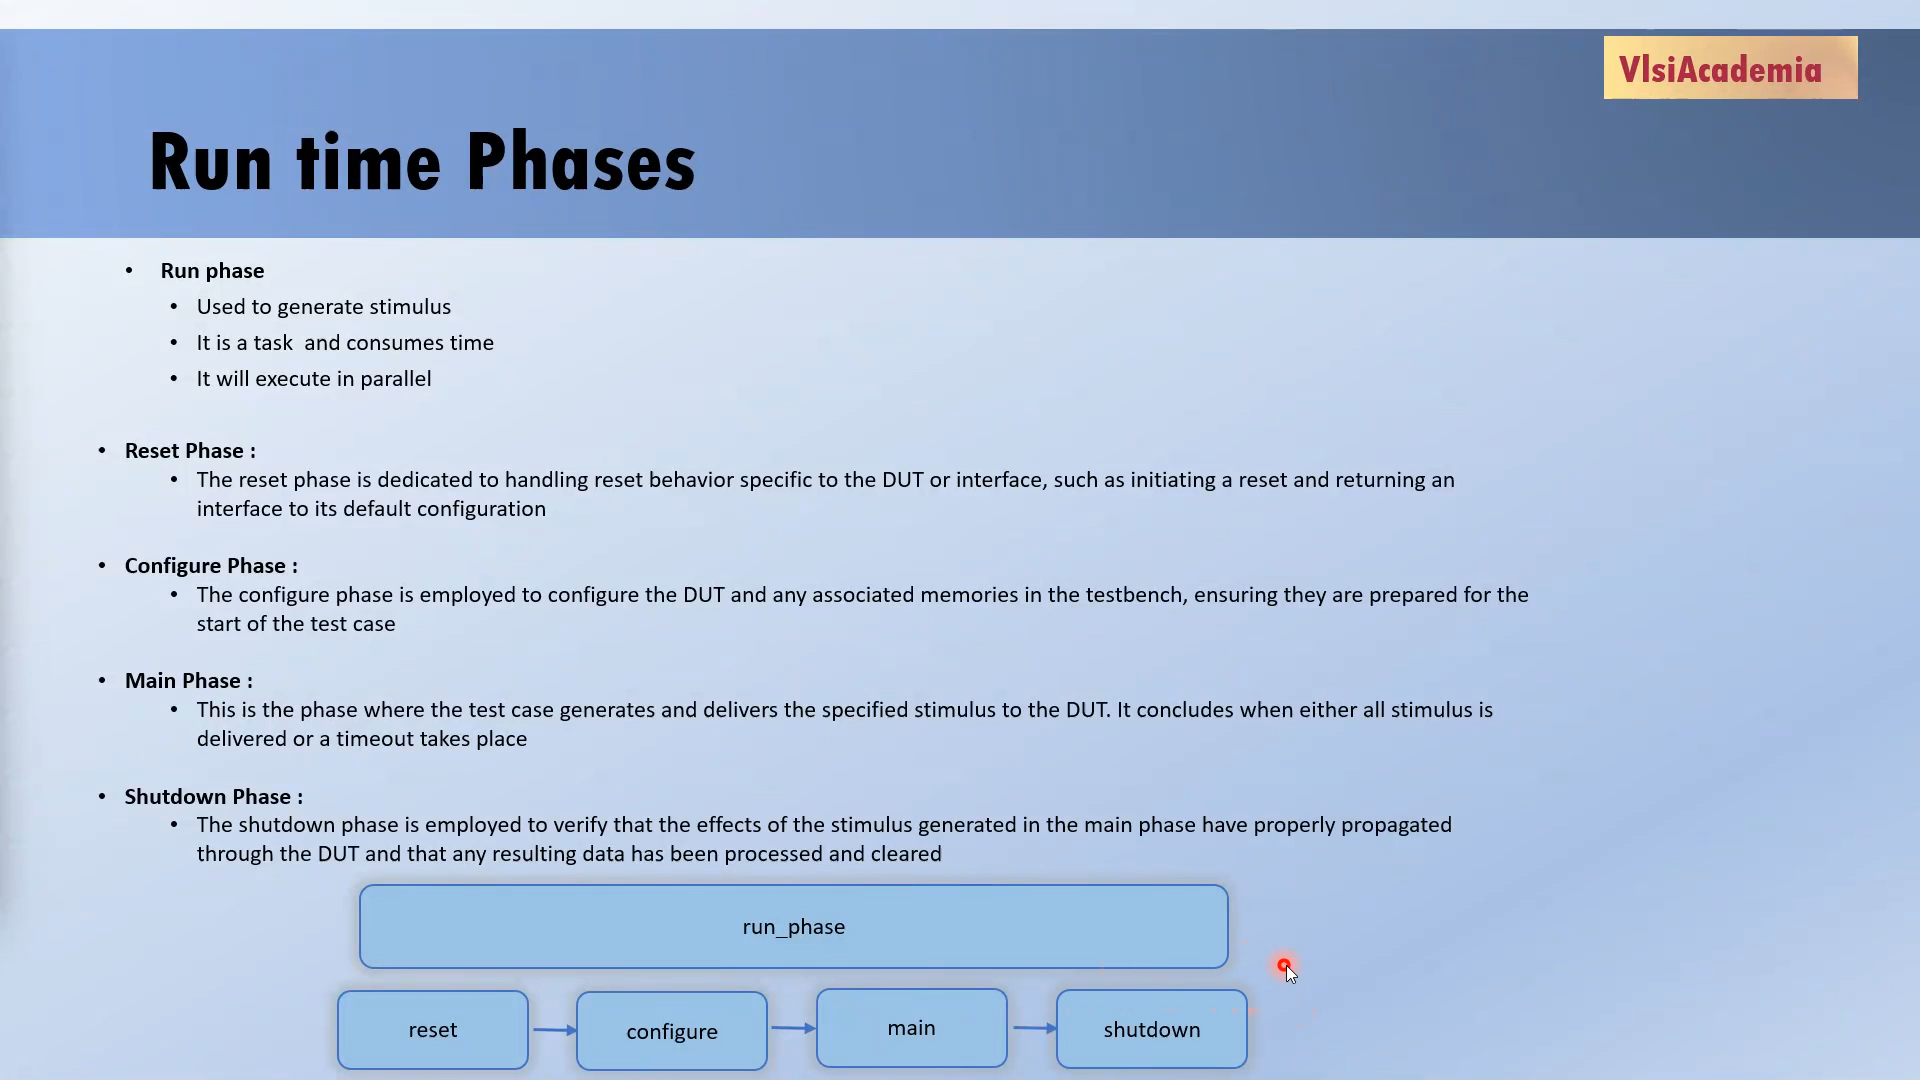 VlsiAcademia
Run time Phases
• Run phase
• Used to generate stimulus
• It is a task and consumes time
• It will execute in parallel
• Reset Phase :
• The reset phase is dedicated to handling reset behavior specific to the DUT or interface, such as initiating a reset and returning an
interface to its default configuration
• Configure Phase :
• The configure phase is employed to configure the DUT and any associated memories in the testbench, ensuring they are prepared for the
start of the test case
• Main Phase :
• This is the phase where the test case generates and delivers the specified stimulus to the DUT. It concludes when either all stimulus is
delivered or a timeout takes place
• Shutdown Phase :
• The shutdown phase is employed to verify that the effects of the stimulus generated in the main phase have properly propagated
through the DUT and that any resulting data has been processed and cleared
run_phase
reset
configure
main
shutdown